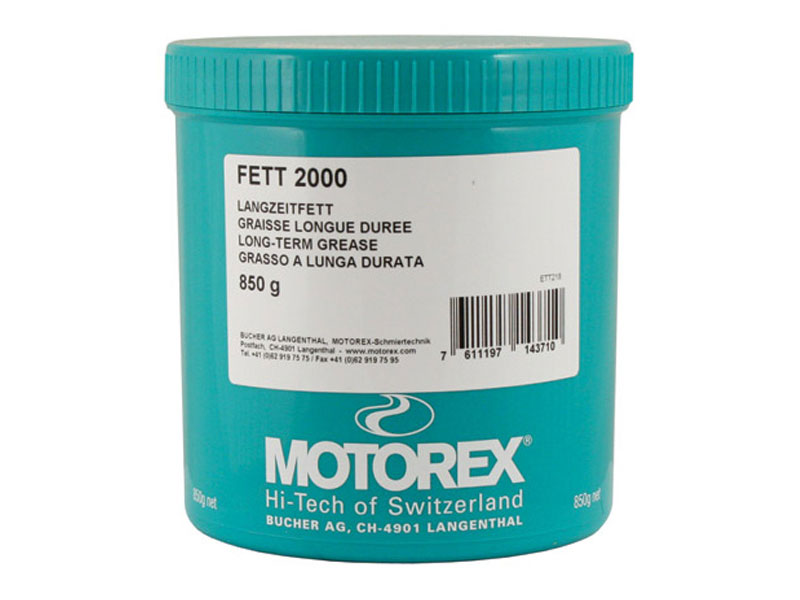 FETT 2000
LANGZEITFETT
GRAISSE LONGUE DUREE
LONG-TERM GREASE
GRASSO A LUNGA DURATA
850 g
ETT218
BUCHER AG LANGENTHAL, MOTOREX-Schmiertechnik
Postfach, CH-4901 Langenthal - www.motorex.com
Tel. +41 (0)62 919 75 75 / Fax +41 (0)62 919 75 95
7 611197 143710
MOTOREX®
Hi-Tech of Switzerland
BUCHER AG, CH-4901 LANGENTHAL
850g net
850g net